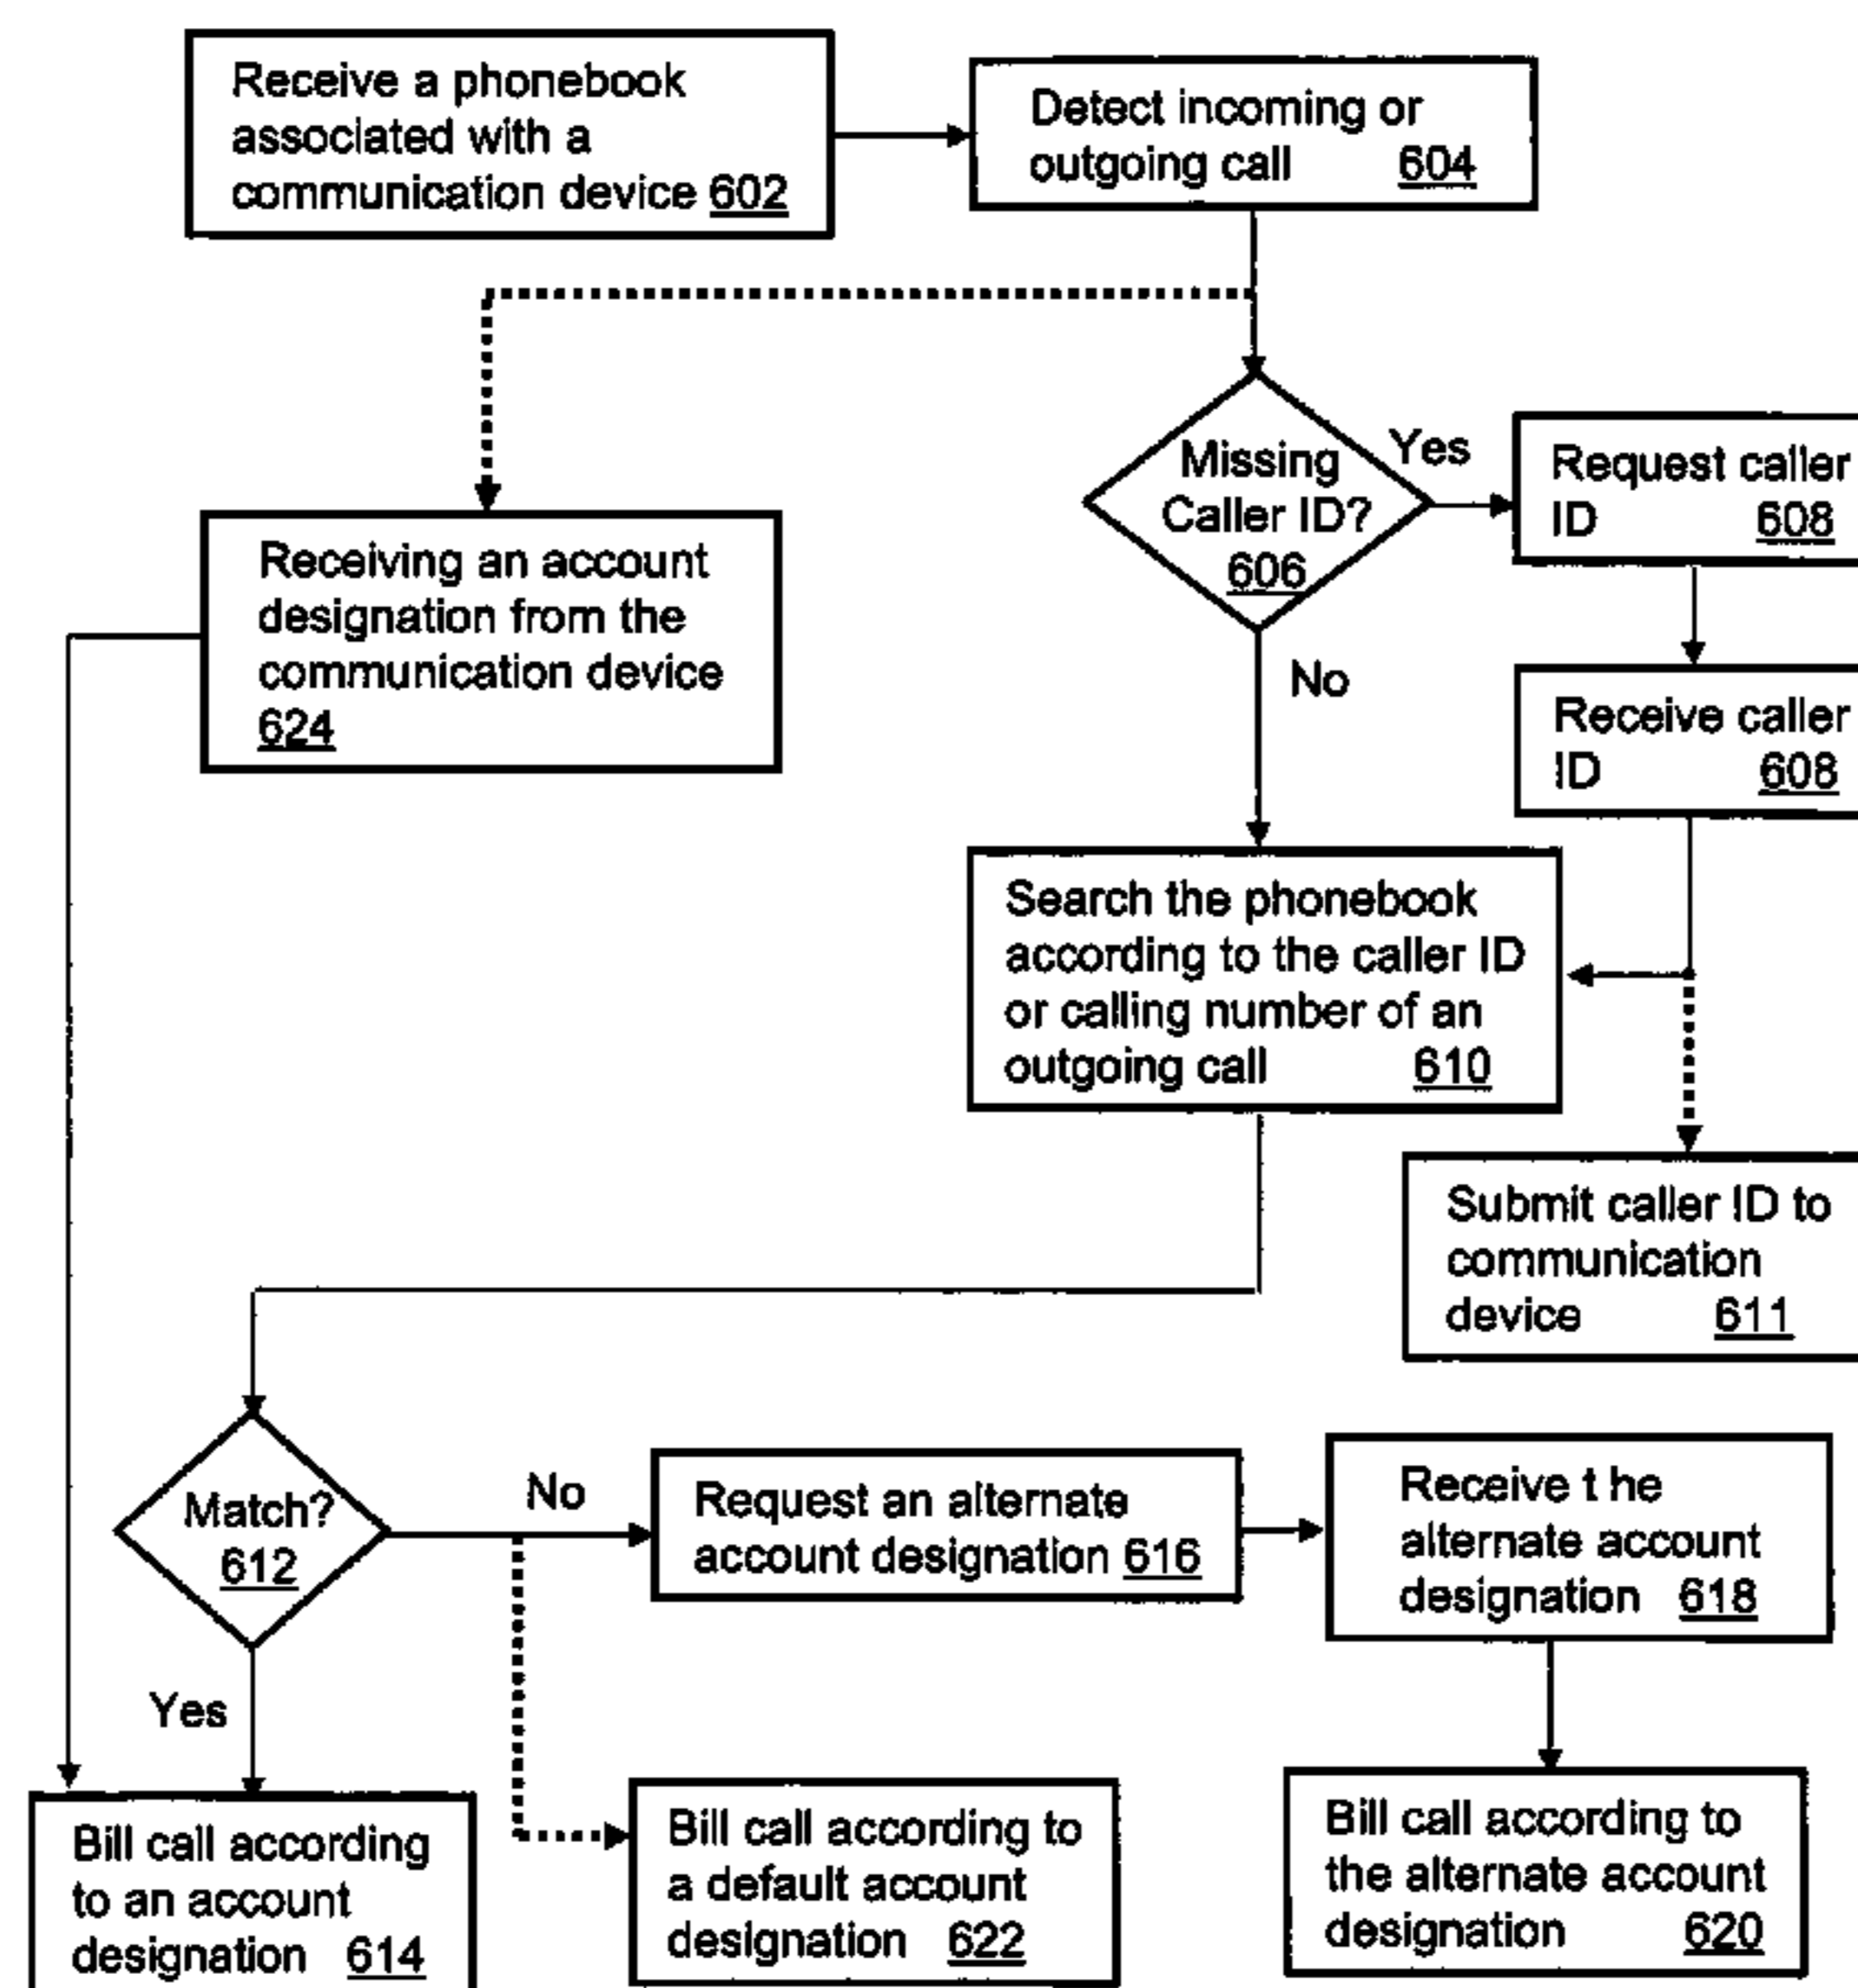 Receive a phonebook
associated with a
communication device 602
Detect incoming or
outgoing call 604
Missing
Caller ID?
606
Yes
Request caller
ID 608
Receiving an account
designation from the
communication device
624
No
Receive caller
ID 608
Search the phonebook
according to the caller ID
or calling number of an
outgoing call 610
Submit caller ID to
communication
device 611
Match?
612
No
Request an alternate
account designation 616
Receive t he
alternate account
designation 618
Yes
Bill call according
to an account
designation 614
Bill call according to
a default account
designation 622
Bill call according to
the alternate account
designation 620